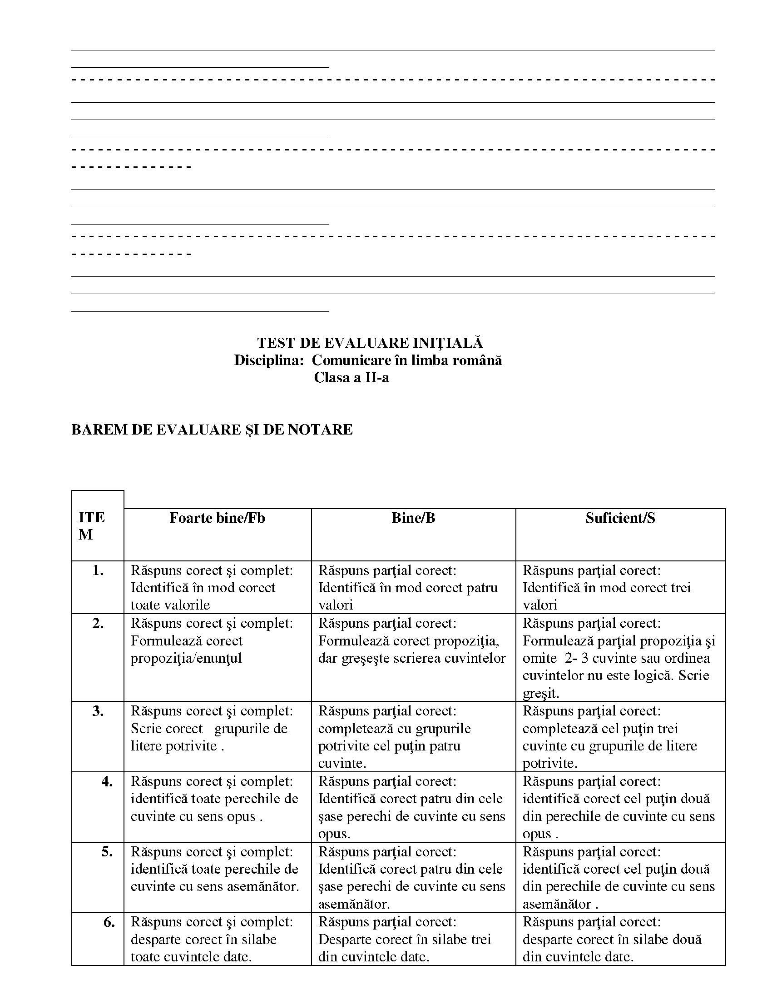 TEST DE EVALUARE INIŢIALĂ
Disciplina: Comunicare în limba română
Clasa a II-a
BAREM DE EVALUARE ŞI DE NOTARE
ITE
M
Foarte bine/Fb
Bine/B
Suficient/S
1.
Răspuns corect şi complet:
Identifică în mod corect
toate valorile
Răspuns parţial corect:
Identifică în mod corect patru
valori
Răspuns parţial corect:
Identifică în mod corect trei
valori
2.
Răspuns corect şi complet:
Formulează corect
propoziţia/enunţul
Răspuns parţial corect:
Formulează corect propoziţia,
dar greşeşte scrierea cuvintelor
Răspuns parţial corect:
Formulează parţial propoziţia şi
omite 2- 3 cuvinte sau ordinea
cuvintelor nu este logică. Scrie
greşit.
3.
Răspuns corect şi complet:
Scrie corect grupurile de
litere potrivite .
Răspuns parţial corect:
completează cu grupurile
potrivite cel puţin patru
cuvinte.
Răspuns parţial corect:
completează cel puţin trei
cuvinte cu grupurile de litere
potrivite.
4.
Răspuns corect şi complet:
identifică toate perechile de
cuvinte cu sens opus .
Răspuns parţial corect:
Identifică corect patru din cele
şase perechi de cuvinte cu sens
opus.
Răspuns parţial corect:
identifică corect cel puţin două
din perechile de cuvinte cu sens
opus .
5.
Răspuns corect şi complet:
identifică toate perechile de
cuvinte cu sens asemănător.
Răspuns parţial corect:
Identifică corect patru din cele
şase perechi de cuvinte cu sens
asemănător.
Răspuns parţial corect:
identifică corect cel puţin două
din perechile de cuvinte cu sens
asemănător .
6.
Răspuns corect şi complet:
desparte corect în silabe
toate cuvintele date.
Răspuns parţial corect:
Desparte corect în silabe trei
din cuvintele date.
Răspuns parţial corect:
desparte corect în silabe două
din cuvintele date.